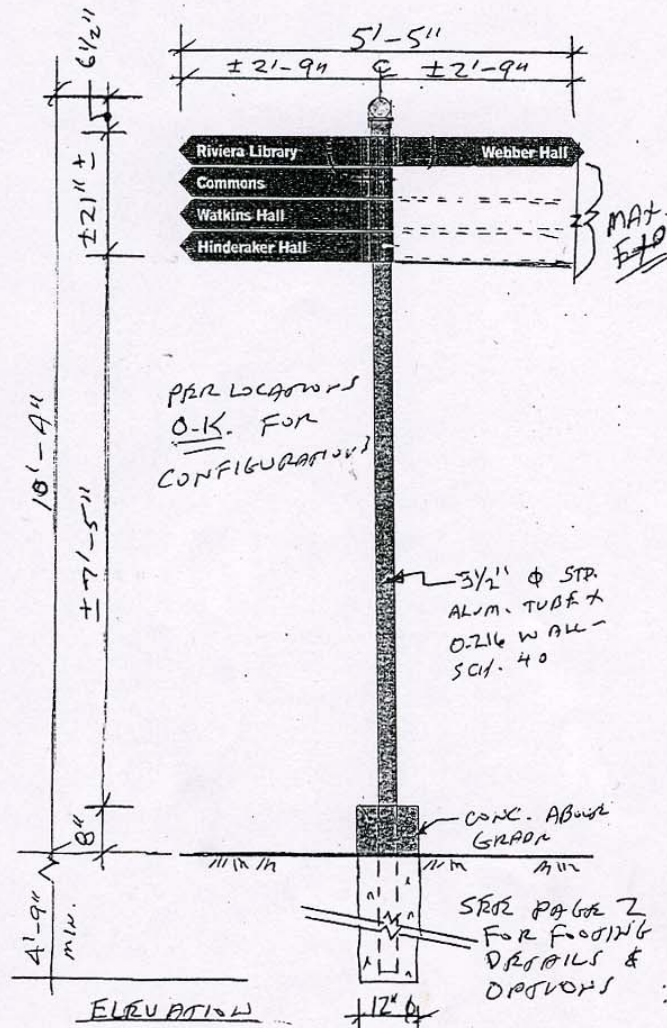 5'-5"
±2'-9" ℄ ±2'-9"
6½"
Riviera Library
Webber Hall
Commons
Watkins Hall
Hinderaker Hall
±21"±
MAX.
10'-4"
±7'-5"
PER LOCATIONS
O.K. FOR
CONFIGURATIONS
3½" Φ STD.
ALUM. TUBE X
0.216 WALL-
SCH. 40
8"
CONC. ABOVE
GRADE
4'-9"
MIN.
SEE PAGE 2
FOR FOOTING
DETAILS &
OPTIONS
ELEVATION
12"